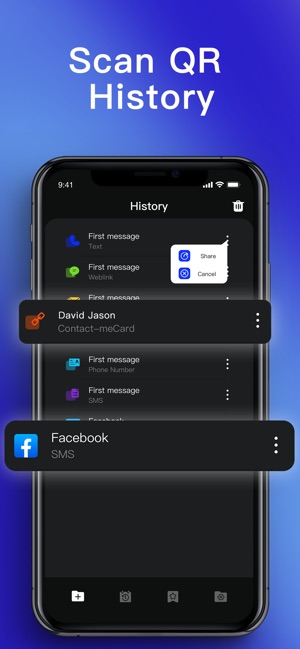 Scan QR
History
9:41
History
First message
Text
Share
First message
Weblink
Cancel
First message
David Jason
Contact-meCard
First message
Phone Number
First message
SMS
Facebook
Facebook
SMS